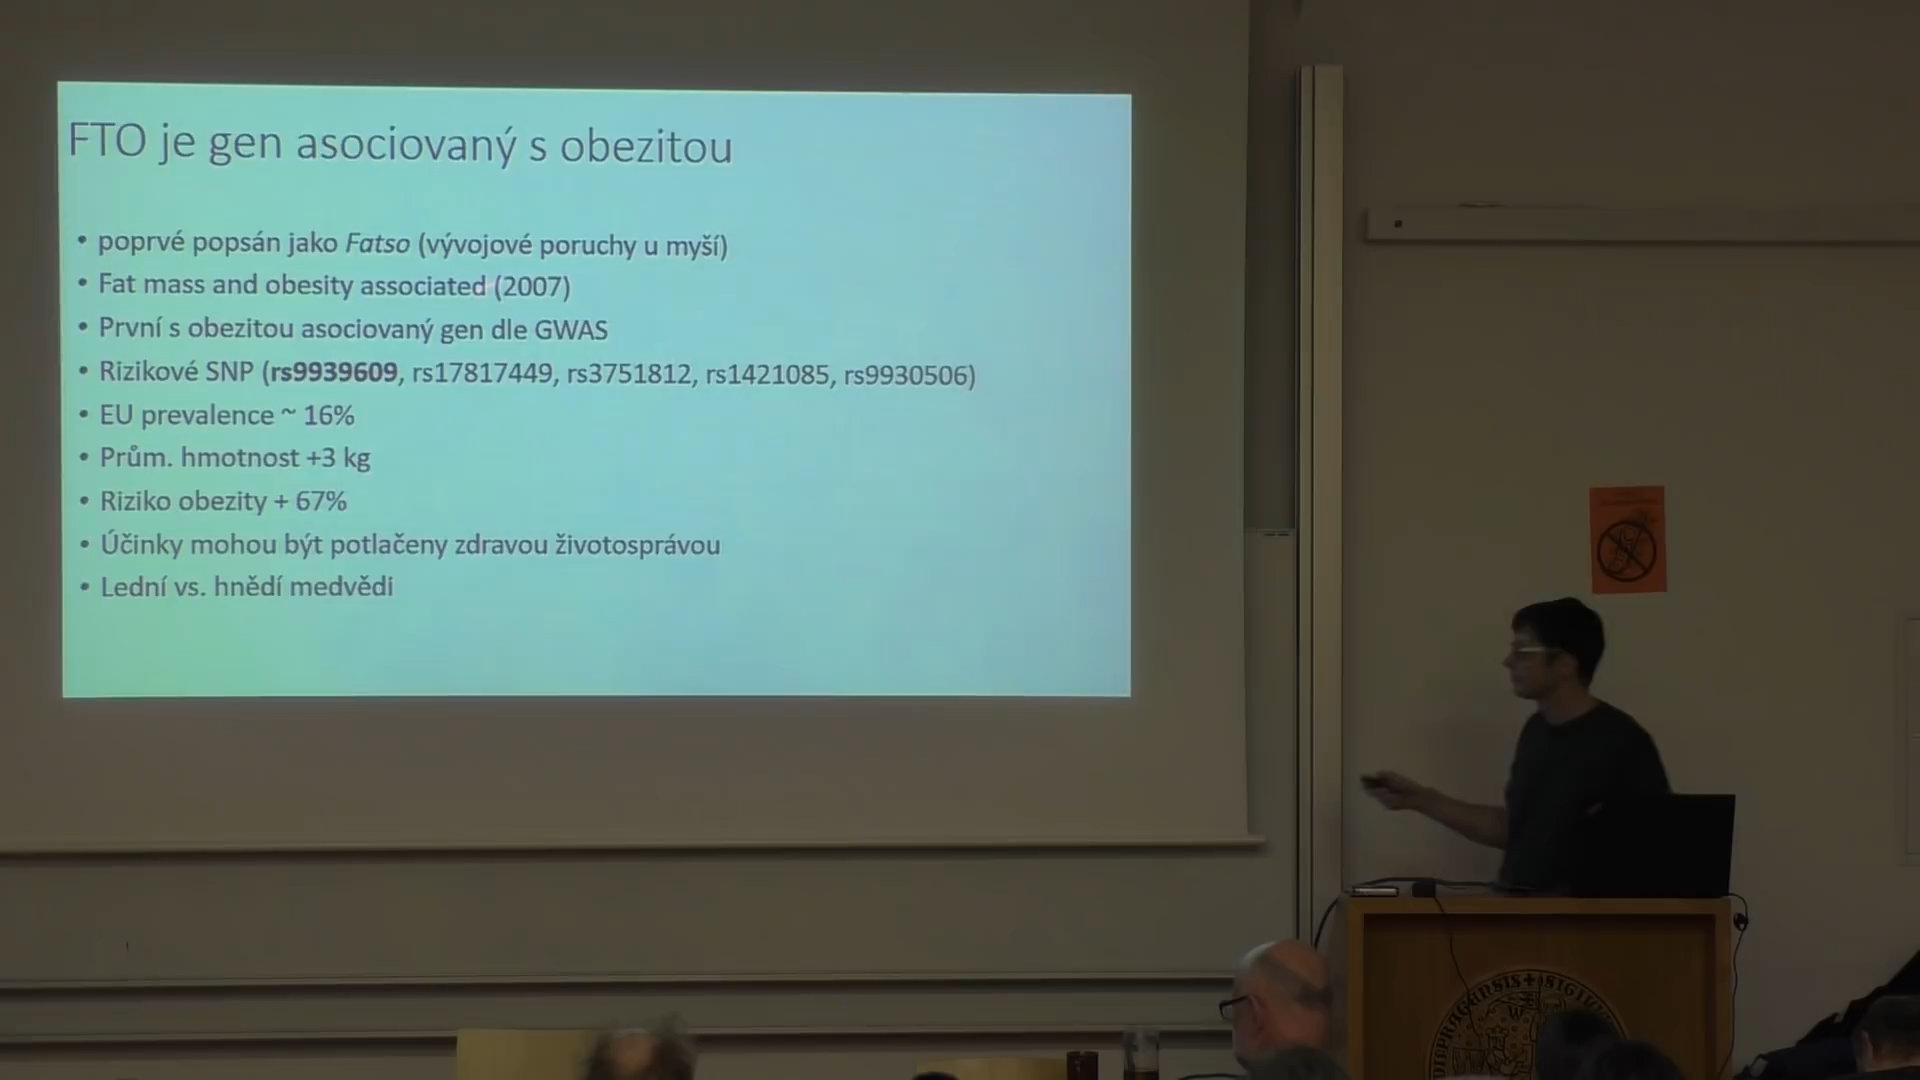 FTO je gen asociovaný s obezitou
• poprvé popsán jako Fatso (vývojové poruchy u myší)
• Fat mass and obesity associated (2007)
• První s obezitou asociovaný gen dle GWAS
• Rizikové SNP (rs9939609, rs17817449, rs3751812, rs1421085, rs9930506)
• EU prevalence ~ 16%
• Prům. hmotnost +3 kg
• Riziko obezity + 67%
• Účinky mohou být potlačeny zdravou životosprávou
• Lední vs. hnědí medvědi
PRAGENSIS + SIGIL